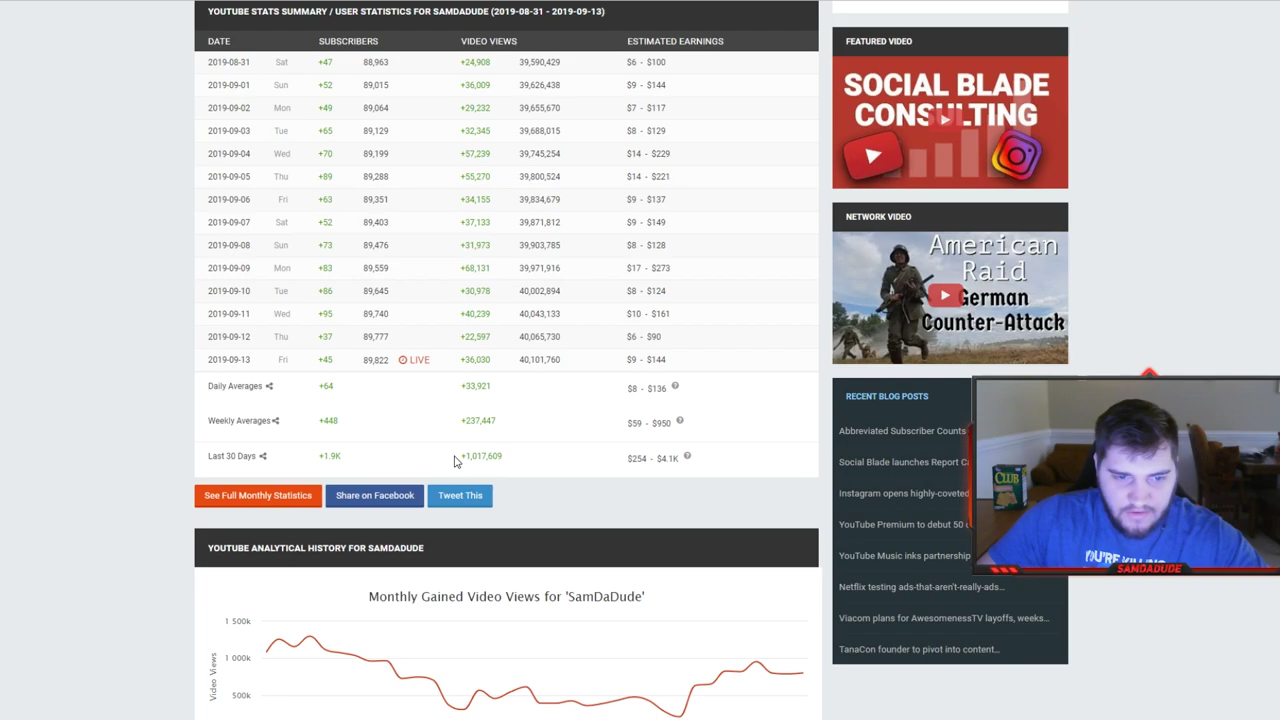 YOUTUBE STATS SUMMARY / USER STATISTICS FOR SAMDADUDE (2019-08-31 - 2019-09-13)
DATE SUBSCRIBERS VIDEO VIEWS ESTIMATED EARNINGS
2019-08-31 Sat +47 88,963 +24,908 39,590,429 $6 - $100
2019-09-01 Sun +52 89,015 +36,009 39,626,438 $9 - $144
2019-09-02 Mon +49 89,064 +29,232 39,655,670 $7 - $117
2019-09-03 Tue +65 89,129 +32,345 39,688,015 $8 - $129
2019-09-04 Wed +70 89,199 +57,239 39,745,254 $14 - $229
2019-09-05 Thu +89 89,288 +55,270 39,800,524 $14 - $221
2019-09-06 Fri +63 89,351 +34,155 39,834,679 $9 - $137
2019-09-07 Sat +52 89,403 +37,133 39,871,812 $9 - $149
2019-09-08 Sun +73 89,476 +31,973 39,903,785 $8 - $128
2019-09-09 Mon +83 89,559 +68,131 39,971,916 $17 - $273
2019-09-10 Tue +86 89,645 +30,978 40,002,894 $8 - $124
2019-09-11 Wed +95 89,740 +40,239 40,043,133 $10 - $161
2019-09-12 Thu +37 89,777 +22,597 40,065,730 $6 - $90
2019-09-13 Fri +45 89,822 LIVE +36,030 40,101,760 $9 - $144
Daily Averages +64 +33,921 $8 - $136
Weekly Averages +448 +237,447 $59 - $950
Last 30 Days +1.9K +1,017,609 $254 - $4.1K
See Full Monthly Statistics Share on Facebook Tweet This
YOUTUBE ANALYTICAL HISTORY FOR SAMDADUDE
Monthly Gained Video Views for 'SamDaDude'
1 500k
1 000k
500k
Video Views
FEATURED VIDEO
SOCIAL BLADE
CONSULTING
NETWORK VIDEO
American
Raid
German
Counter-Attack
RECENT BLOG POSTS
Abbreviated Subscriber Counts
Social Blade launches Report
Instagram opens highly-coveted
YouTube Premium to debut 50
YouTube Music inks partnership
Netflix testing ads-that-aren't-really-ads...
Viacom plans for AwesomenessTV layoffs, weeks...
TanaCon founder to pivot into content...
CLUB
YOU'RE KILLING
SAMDADUDE